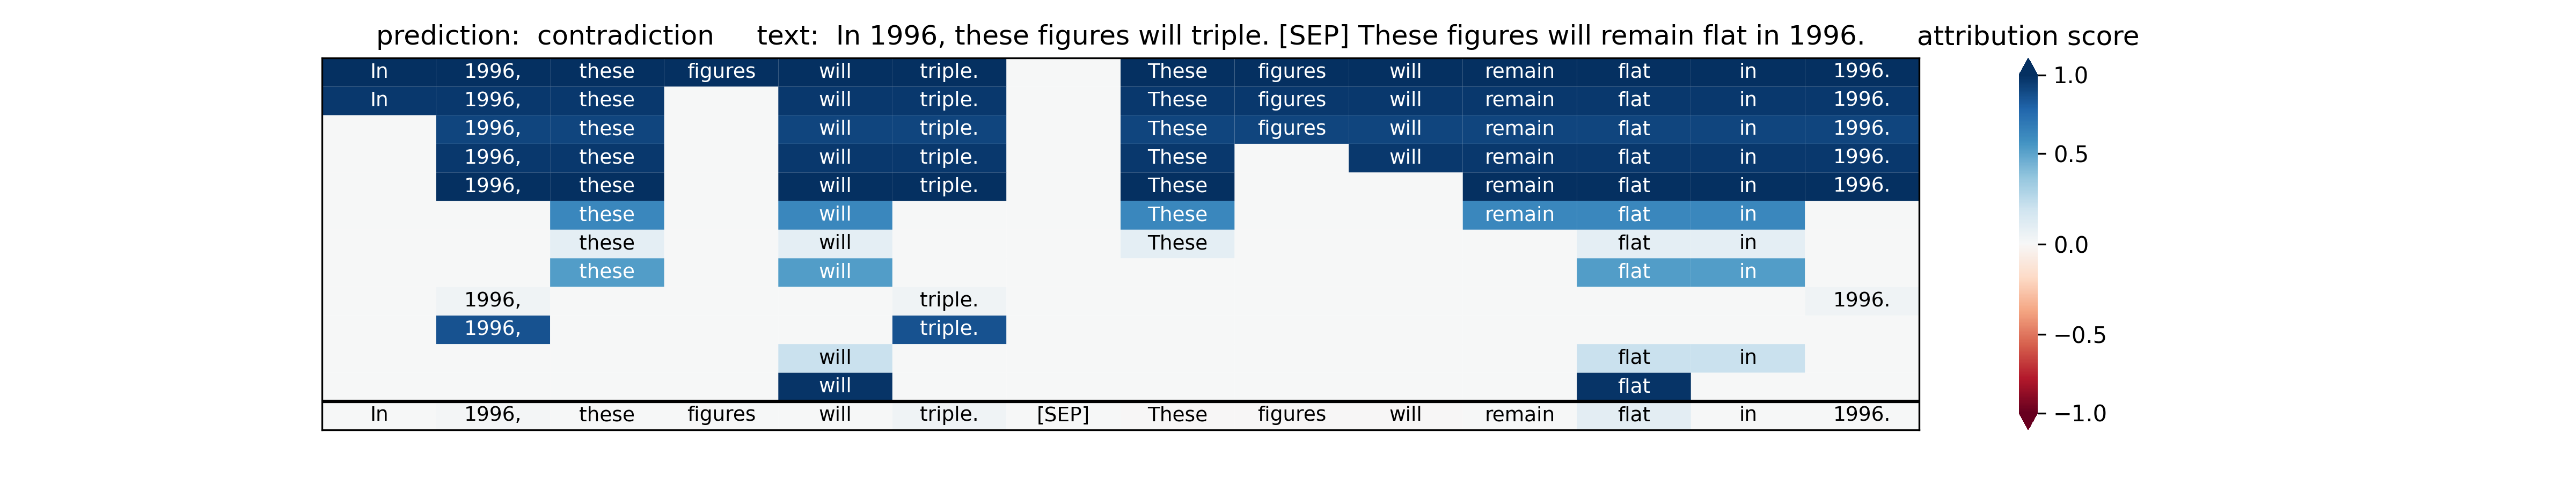 prediction: contradiction text: In 1996, these figures will triple. [SEP] These figures will remain flat in 1996. attribution score
In 1996, these figures will triple. These figures will remain flat in 1996.
In 1996, these will triple. These figures will remain flat in 1996.
1996, these will triple. These figures will remain flat in 1996.
1996, these will triple. These will remain flat in 1996.
1996, these will triple. These remain flat in 1996.
these will These remain flat in
these will These flat in
these will flat in
1996, triple. 1996.
1996, triple.
will flat in
will flat
In 1996, these figures will triple. [SEP] These figures will remain flat in 1996.
1.0
0.5
0.0
−0.5
−1.0